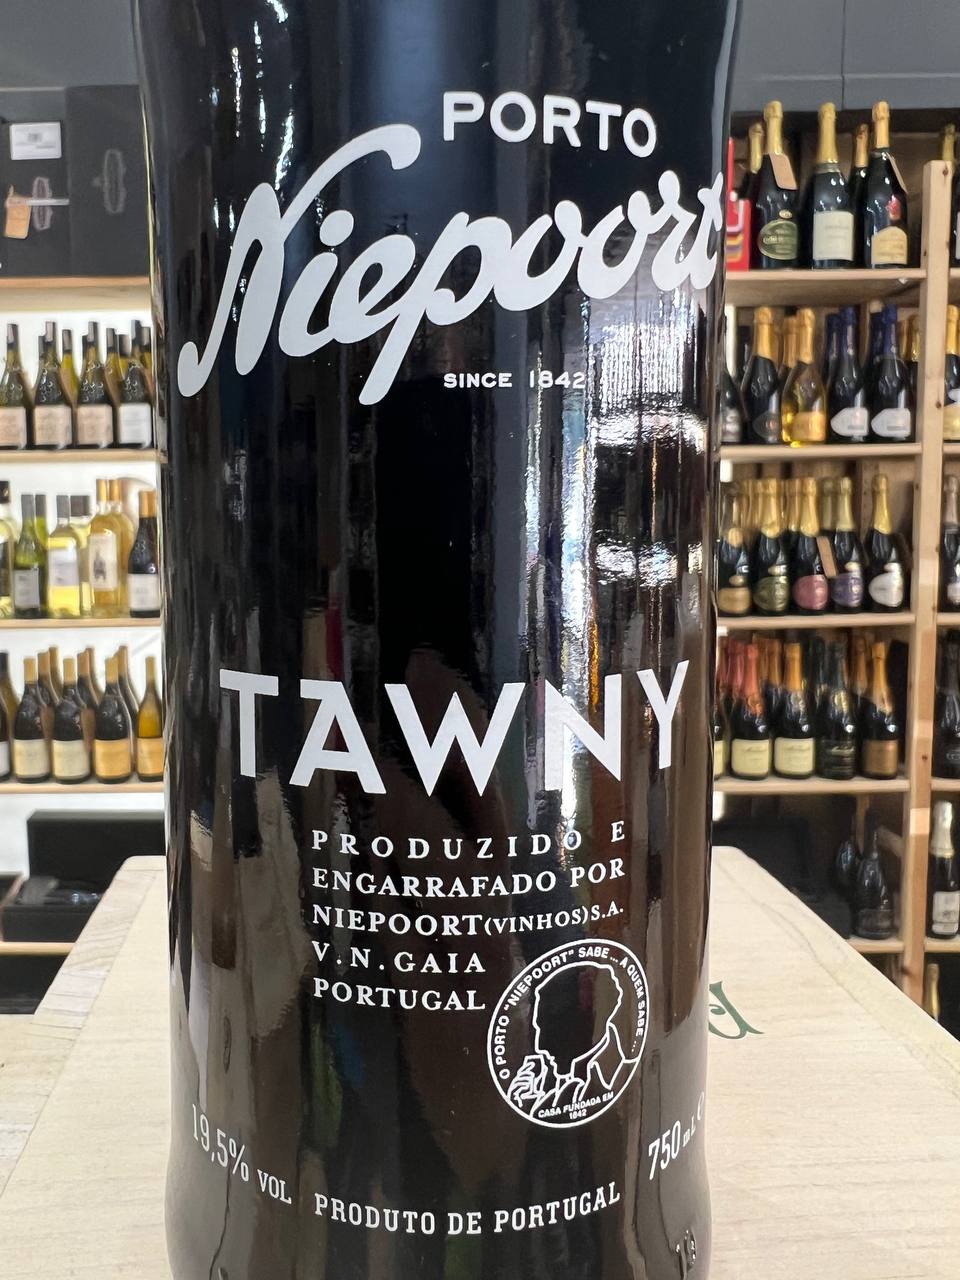 PORTO
Niepoort
SINCE 1842
TAWNY
PRODUZIDO E
ENGARRAFADO POR
NIEPOORT(VINHOS)S.A.
V.N.GAIA
PORTUGAL
O PORTO "NIEPOORT" SABE... A QUEM SABE...
CASA FUNDADA EM
1842
19,5% VOL
750 mL e
PRODUTO DE PORTUGAL